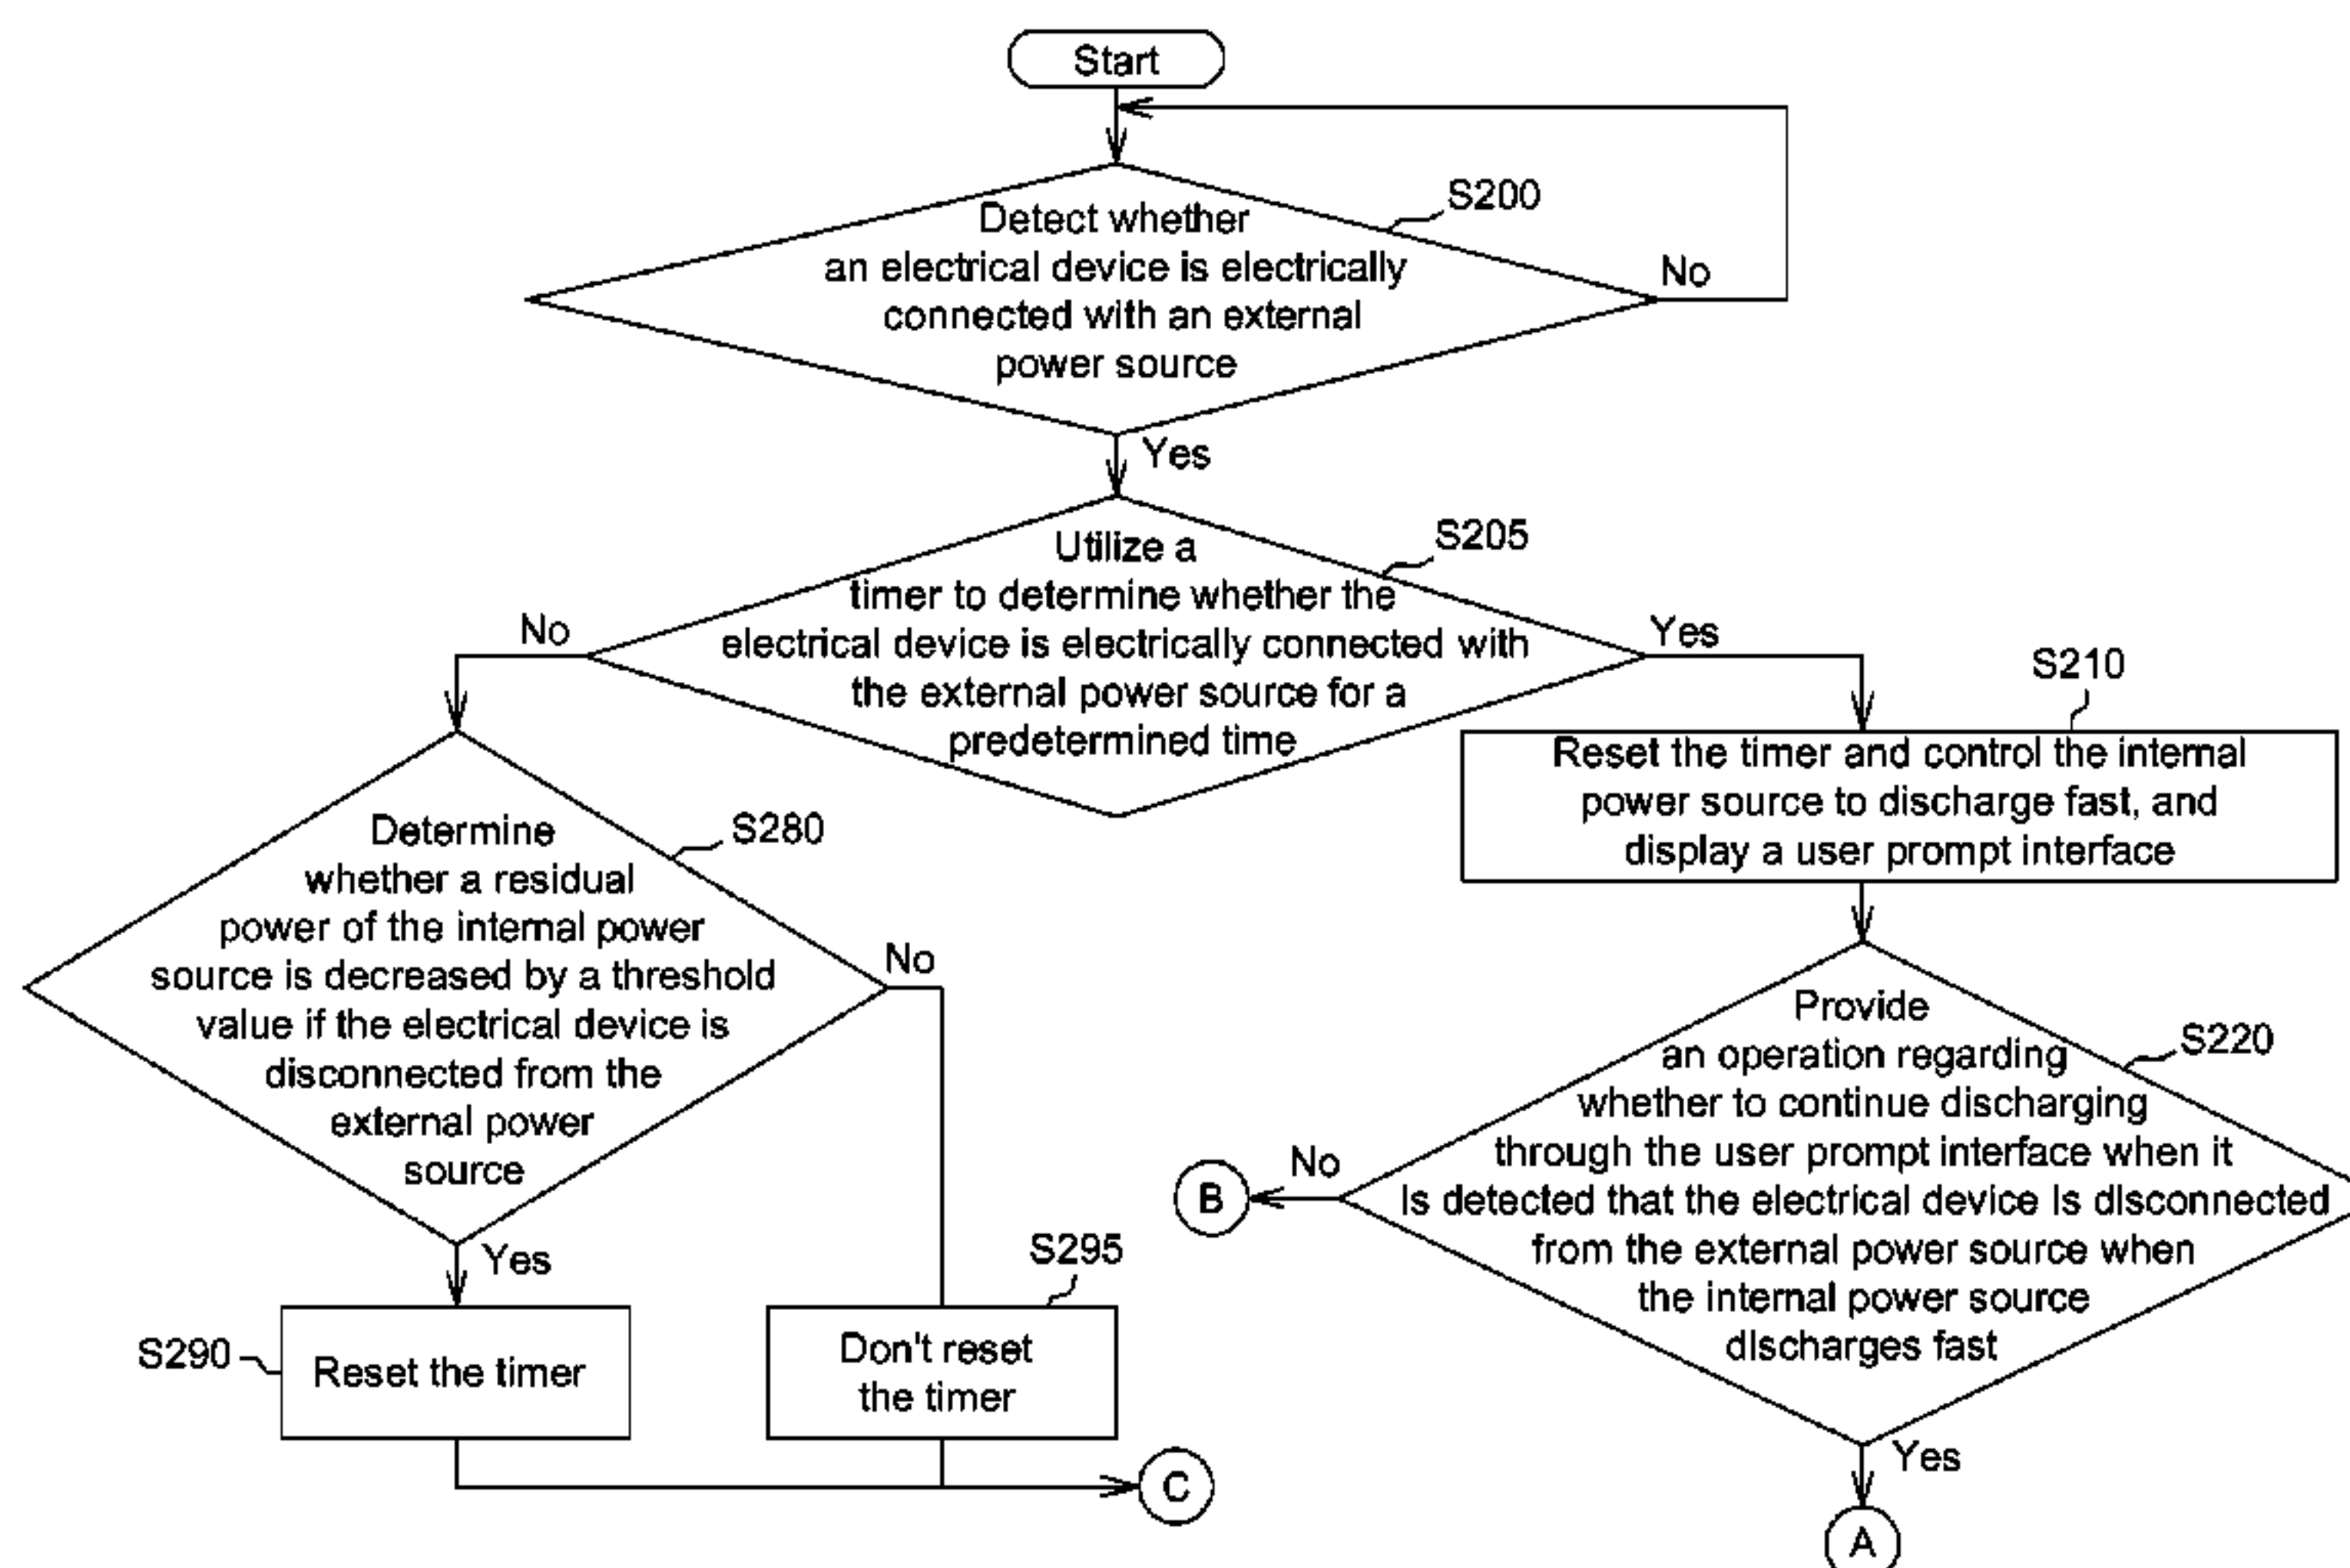 Start
S200
Detect whether
an electrical device is electrically
connected with an external
power source
No
Yes
S205
Utilize a
timer to determine whether the
electrical device is electrically connected with
the external power source for a
predetermined time
No
Yes
S210
Reset the timer and control the internal
power source to discharge fast, and
display a user prompt interface
S280
Determine
whether a residual
power of the internal power
source is decreased by a threshold
value if the electrical device is
disconnected from the
external power
source
No
Yes
S220
Provide
an operation regarding
whether to continue discharging
through the user prompt interface when it
is detected that the electrical device is disconnected
from the external power source when
the internal power source
discharges fast
No
B
Yes
A
S290
Reset the timer
S295
Don't reset
the timer
C